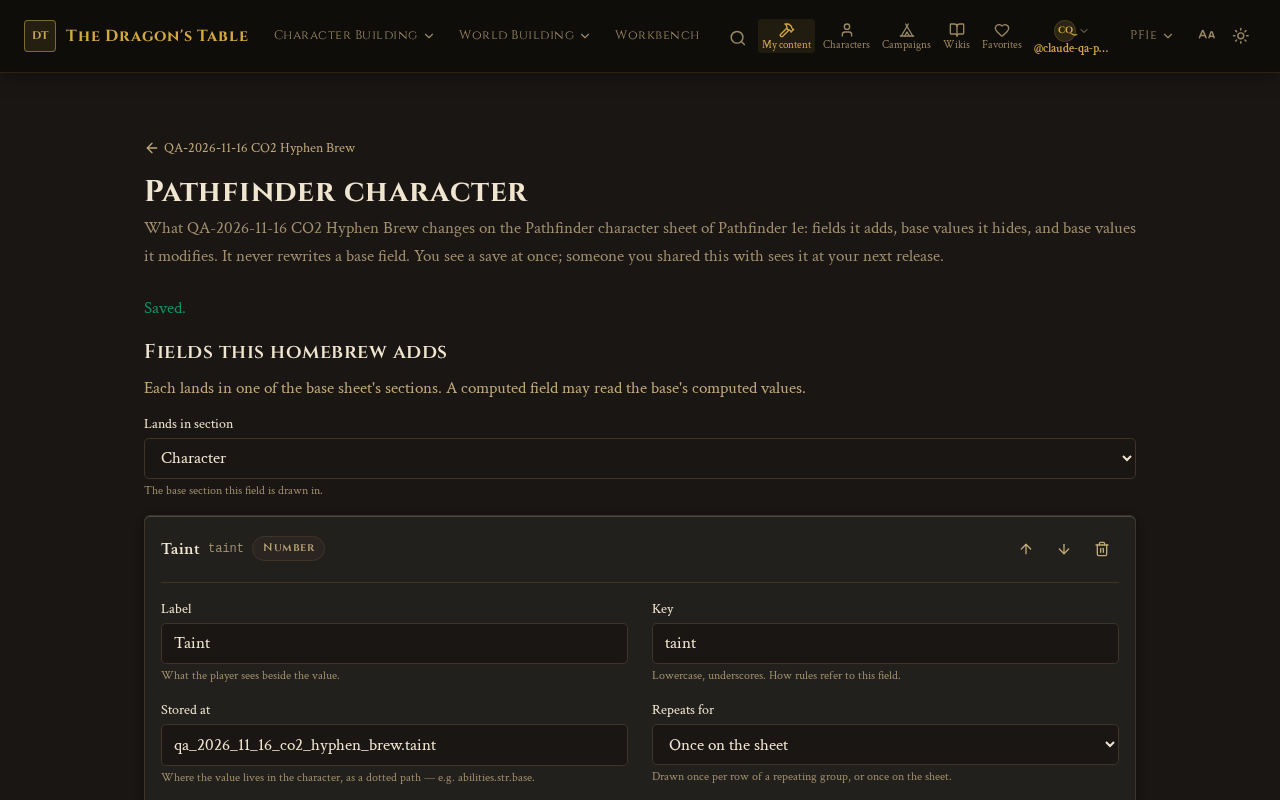 DT The Dragon's Table Character Building World Building Workbench My content Characters Campaigns Wikis Favorites CQ @claude-qa-p... PF1e AA
QA-2026-11-16 CO2 Hyphen Brew
Pathfinder character
What QA-2026-11-16 CO2 Hyphen Brew changes on the Pathfinder character sheet of Pathfinder 1e: fields it adds, base values it hides, and base values
it modifies. It never rewrites a base field. You see a save at once; someone you shared this with sees it at your next release.
Saved.
Fields this homebrew adds
Each lands in one of the base sheet's sections. A computed field may read the base's computed values.
Lands in section
Character
The base section this field is drawn in.
Taint taint Number
Label Key
Taint taint
What the player sees beside the value. Lowercase, underscores. How rules refer to this field.
Stored at Repeats for
qa_2026_11_16_co2_hyphen_brew.taint Once on the sheet
Where the value lives in the character, as a dotted path — e.g. abilities.str.base. Drawn once per row of a repeating group, or once on the sheet.